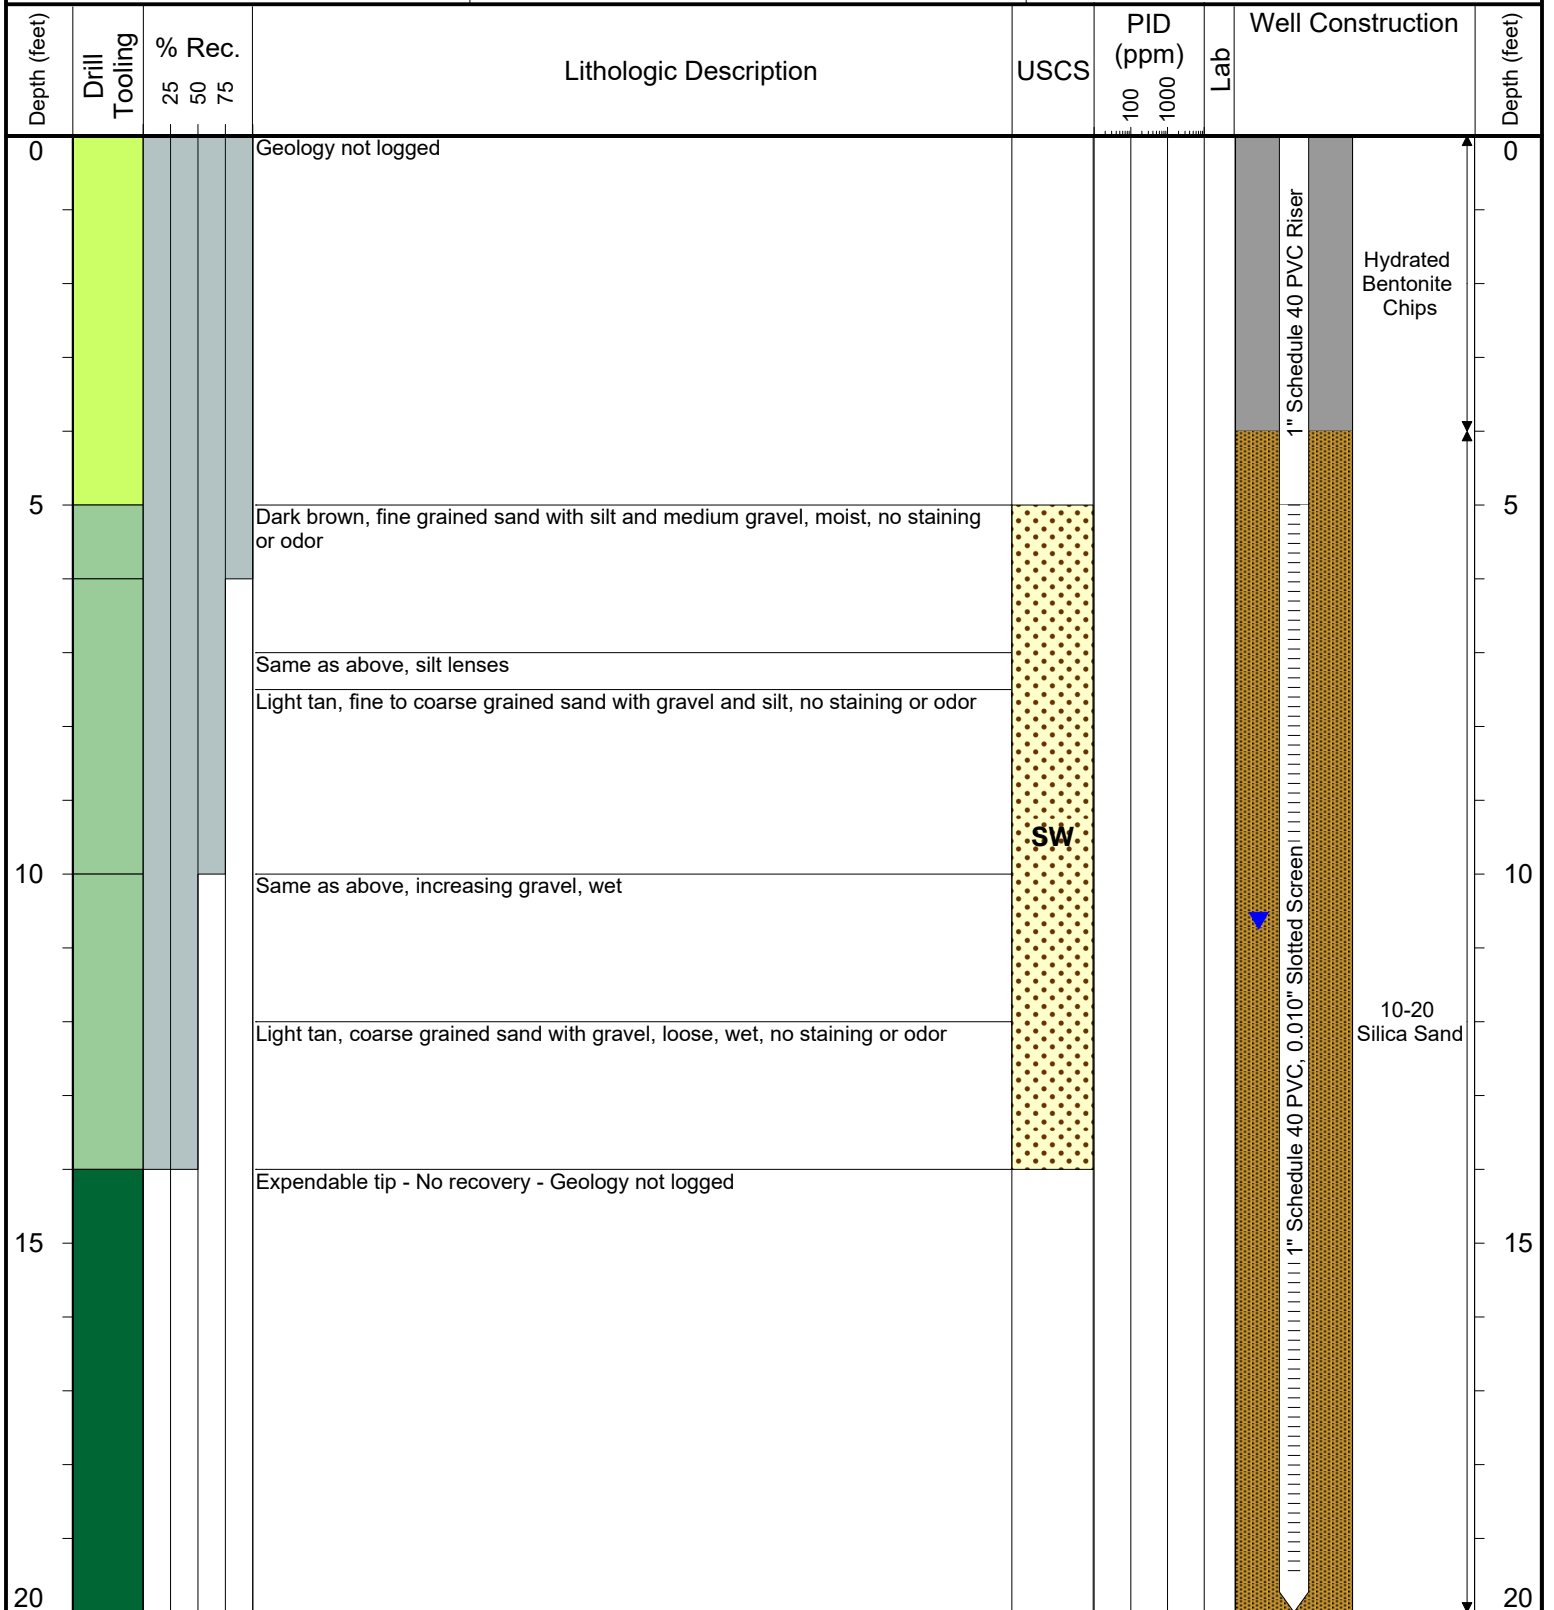 Depth (feet)
Drill
Tooling
% Rec.
25
50
75
Lithologic Description
USCS
PID
(ppm)
100
1000
Lab
Well Construction
Depth (feet)
0
Geology not logged
0
1" Schedule 40 PVC Riser
Hydrated
Bentonite
Chips
5
Dark brown, fine grained sand with silt and medium gravel, moist, no staining
or odor
5
Same as above, silt lenses
Light tan, fine to coarse grained sand with gravel and silt, no staining or odor
SW
10
Same as above, increasing gravel, wet
10
1" Schedule 40 PVC, 0.010" Slotted Screen
10-20
Silica Sand
Light tan, coarse grained sand with gravel, loose, wet, no staining or odor
Expendable tip - No recovery - Geology not logged
15
15
20
20